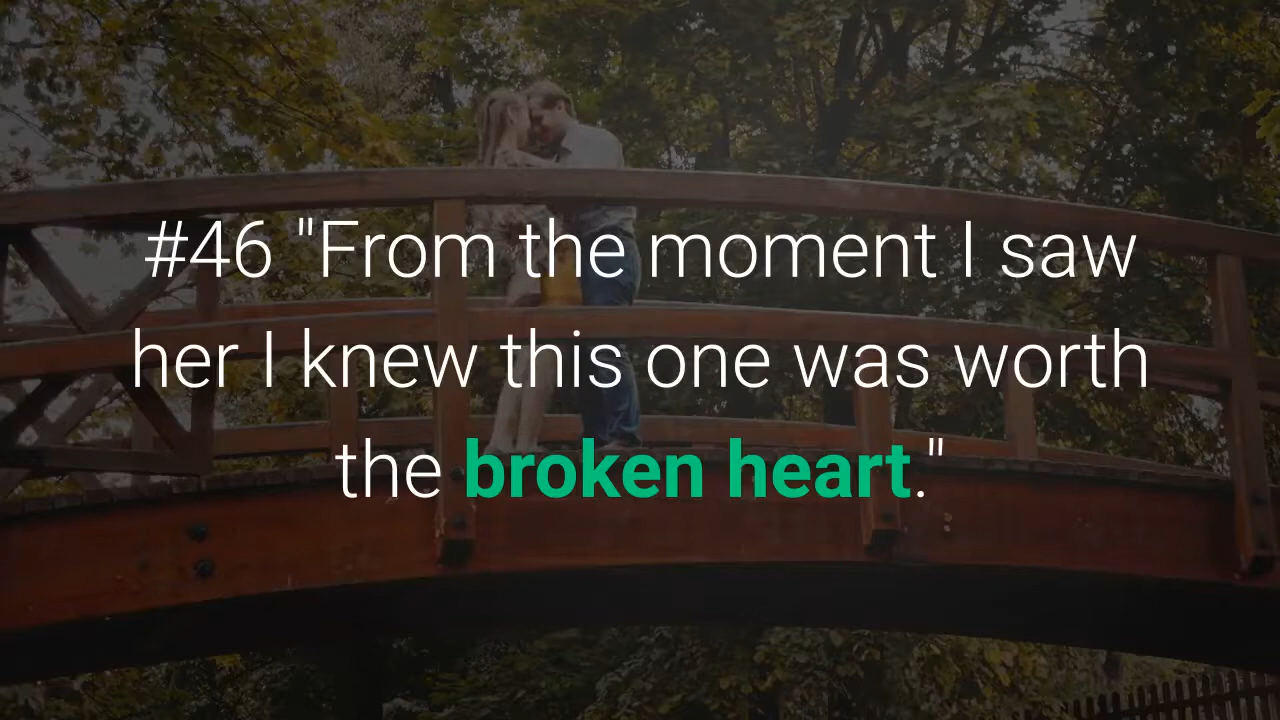 #46 "From the moment I saw
her I knew this one was worth
the broken heart."